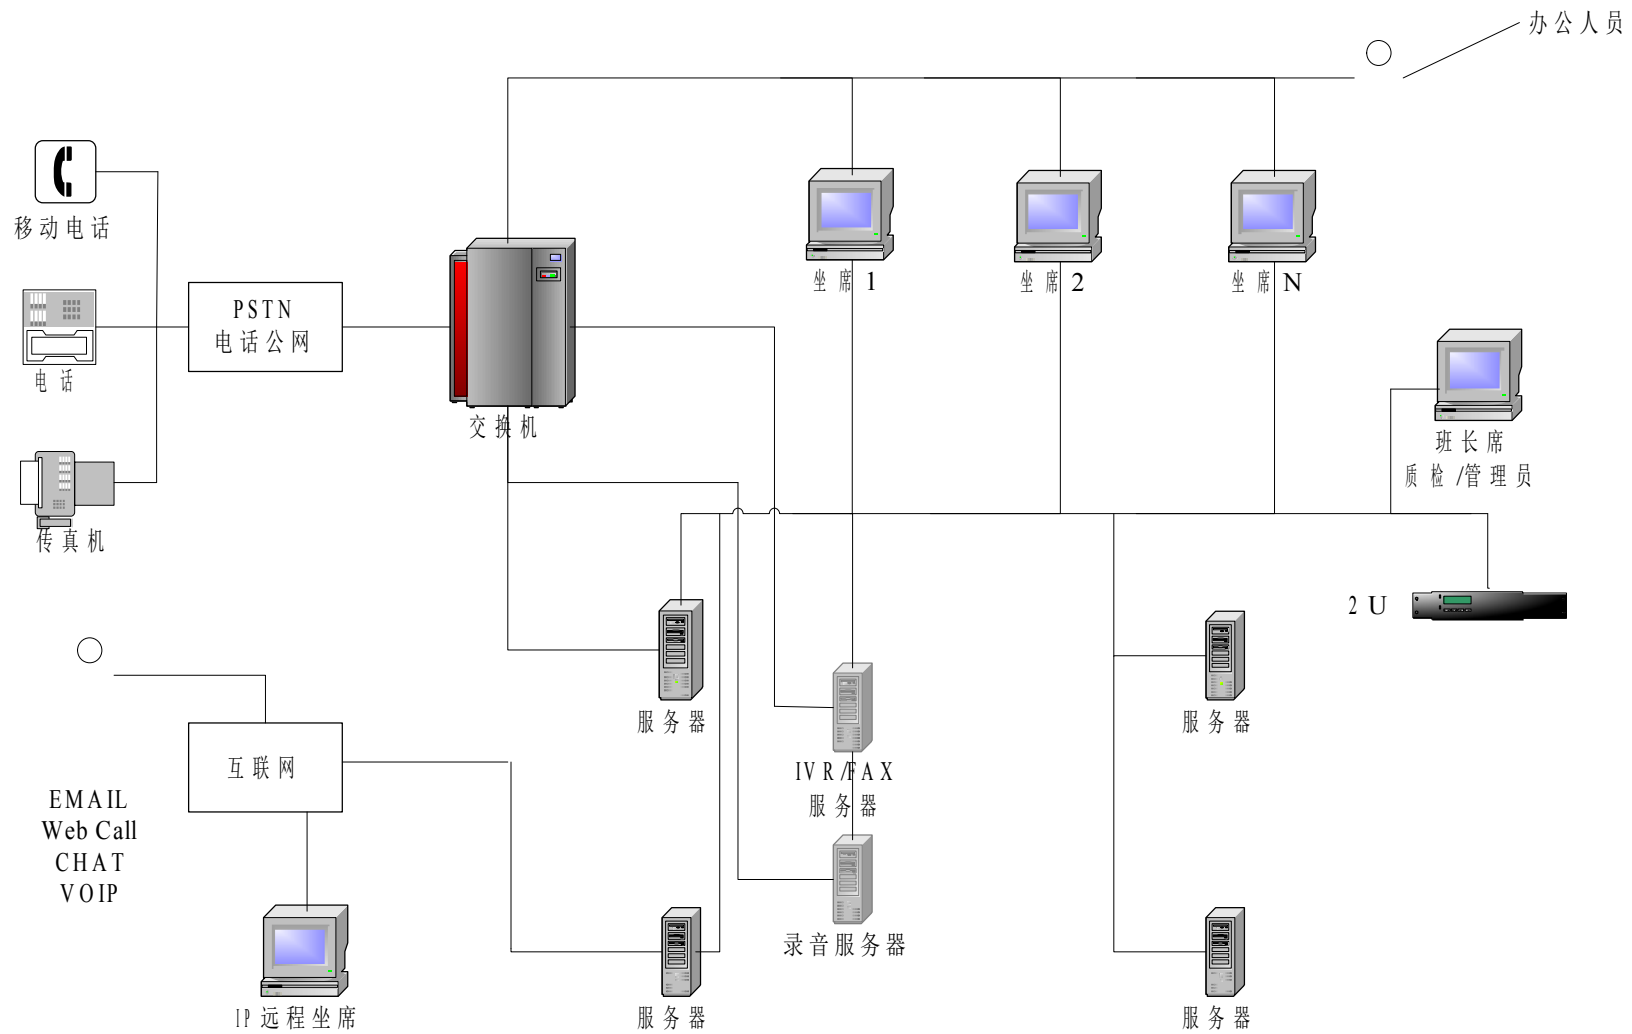 办公人员
移动电话
坐席 1
坐席 2
坐席 N
PSTN
电话公网
电 话
交换机
班长席
质检/管理员
传真机
2U
服务器
服务器
互联网
IVR/FAX
服务器
EMAIL
Web Call
CHAT
VOIP
录音服务器
IP 远程坐席
服务器
服务器